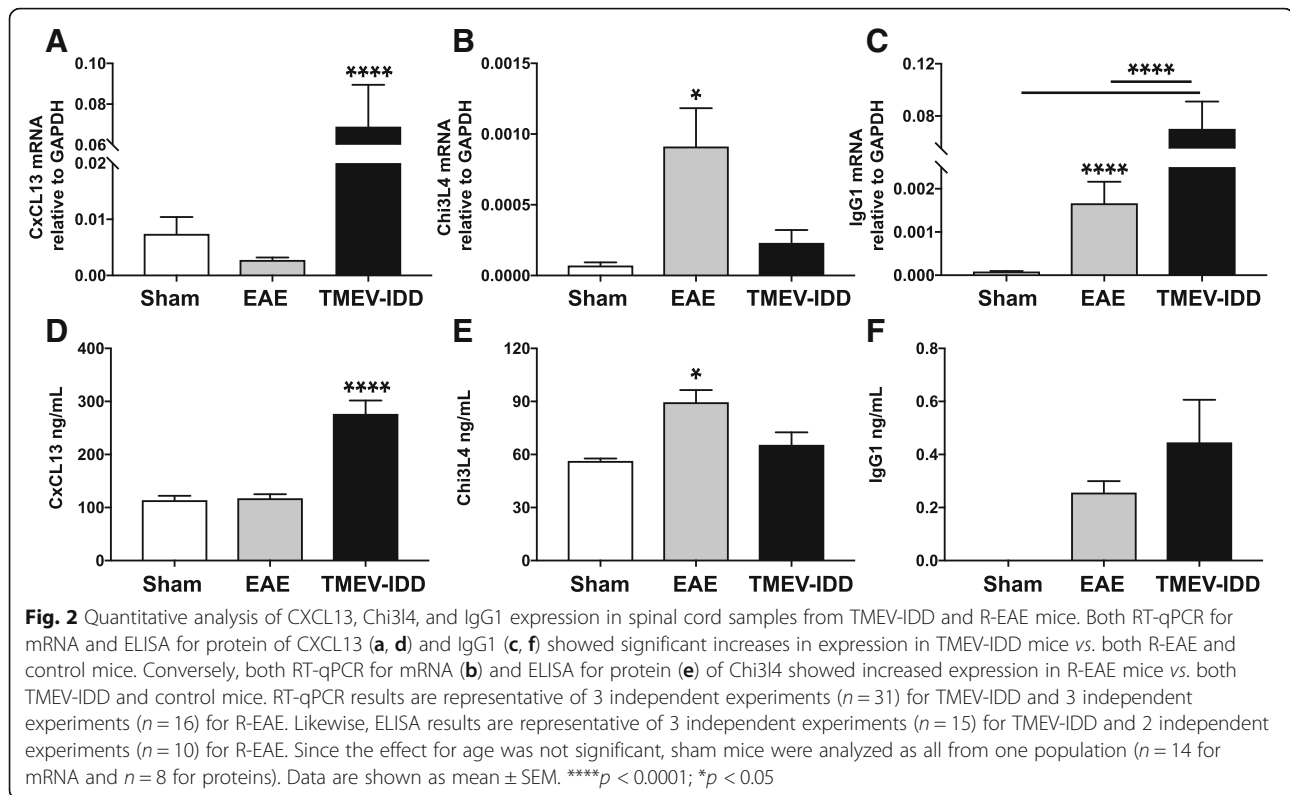 A
B
C
CxCL13 mRNA
relative to GAPDH
0.10
0.08
0.06
0.02
0.01
0.00
****
Sham EAE TMEV-IDD
Chi3L4 mRNA
relative to GAPDH
0.0015
0.0010
0.0005
0.0000
*
Sham EAE TMEV-IDD
IgG1 mRNA
relative to GAPDH
0.12
0.08
0.002
0.001
0.000
****
****
Sham EAE TMEV-IDD
D
E
F
CxCL13 ng/mL
400
300
200
100
0
****
Sham EAE TMEV-IDD
Chi3L4 ng/mL
120
90
60
30
0
*
Sham EAE TMEV-IDD
IgG1 ng/mL
0.8
0.6
0.4
0.2
0.0
Sham EAE TMEV-IDD
Fig. 2 Quantitative analysis of CXCL13, Chi3l4, and IgG1 expression in spinal cord samples from TMEV-IDD and R-EAE mice. Both RT-qPCR for
mRNA and ELISA for protein of CXCL13 (a, d) and IgG1 (c, f) showed significant increases in expression in TMEV-IDD mice vs. both R-EAE and
control mice. Conversely, both RT-qPCR for mRNA (b) and ELISA for protein (e) of Chi3l4 showed increased expression in R-EAE mice vs. both
TMEV-IDD and control mice. RT-qPCR results are representative of 3 independent experiments (n = 31) for TMEV-IDD and 3 independent
experiments (n = 16) for R-EAE. Likewise, ELISA results are representative of 3 independent experiments (n = 15) for TMEV-IDD and 2 independent
experiments (n = 10) for R-EAE. Since the effect for age was not significant, sham mice were analyzed as all from one population (n = 14 for
mRNA and n = 8 for proteins). Data are shown as mean ± SEM. ****p < 0.0001; *p < 0.05